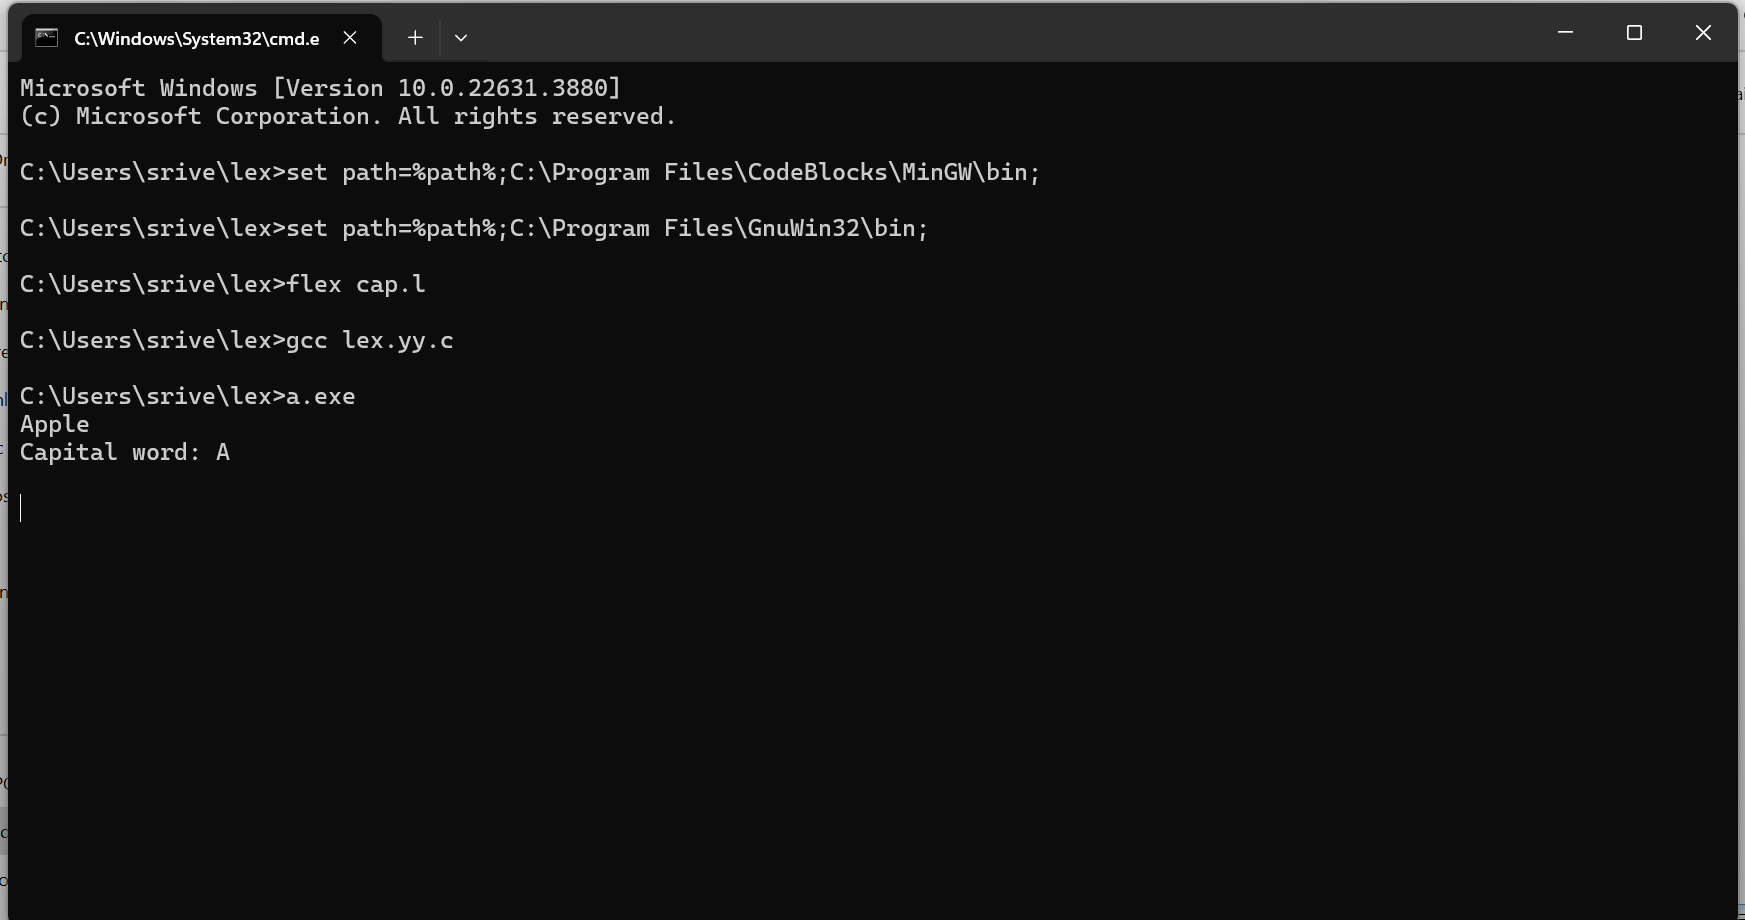 C:\Windows\System32\cmd.e
Microsoft Windows [Version 10.0.22631.3880]
(c) Microsoft Corporation. All rights reserved.
C:\Users\srive\lex>set path=%path%;C:\Program Files\CodeBlocks\MinGW\bin;
C:\Users\srive\lex>set path=%path%;C:\Program Files\GnuWin32\bin;
C:\Users\srive\lex>flex cap.l
C:\Users\srive\lex>gcc lex.yy.c
C:\Users\srive\lex>a.exe
Apple
Capital word: A